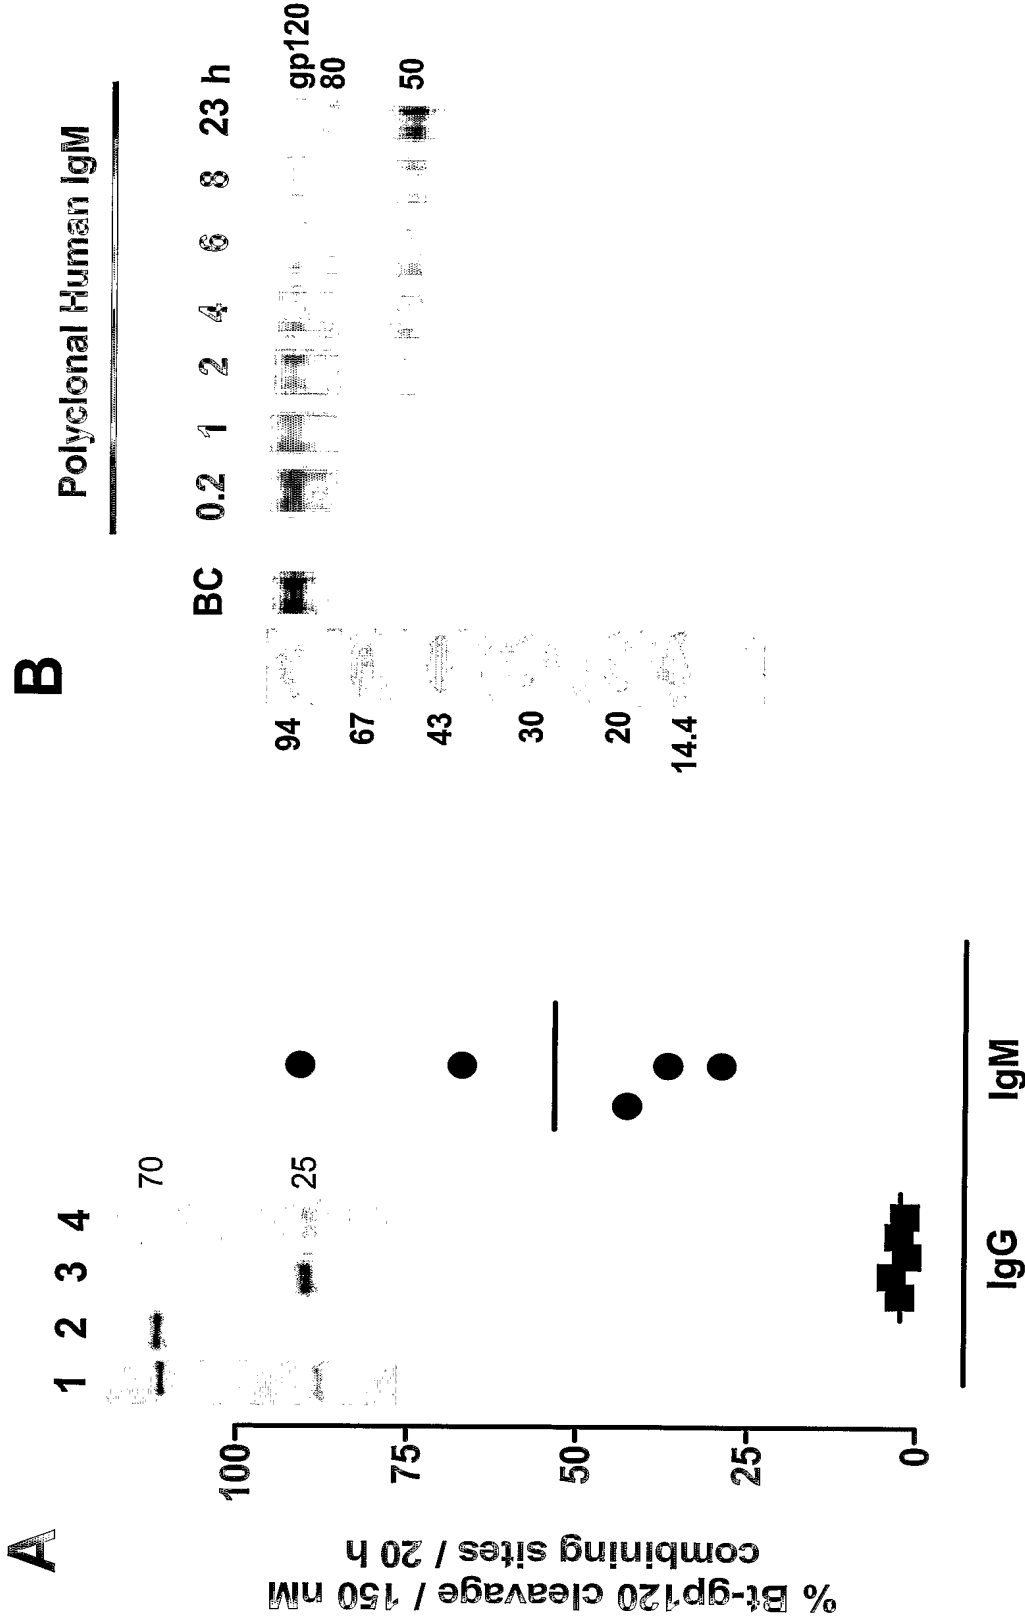 A
1 2 3 4
70
25
% Bt-gp120 cleavage / 150 nM
combining sites / 20 h
100
75
50
25
0
IgG IgM
B
Polyclonal Human IgM
BC 0.2 1 2 4 6 8 23 h
gp120
80
50
94
67
43
30
20
14.4